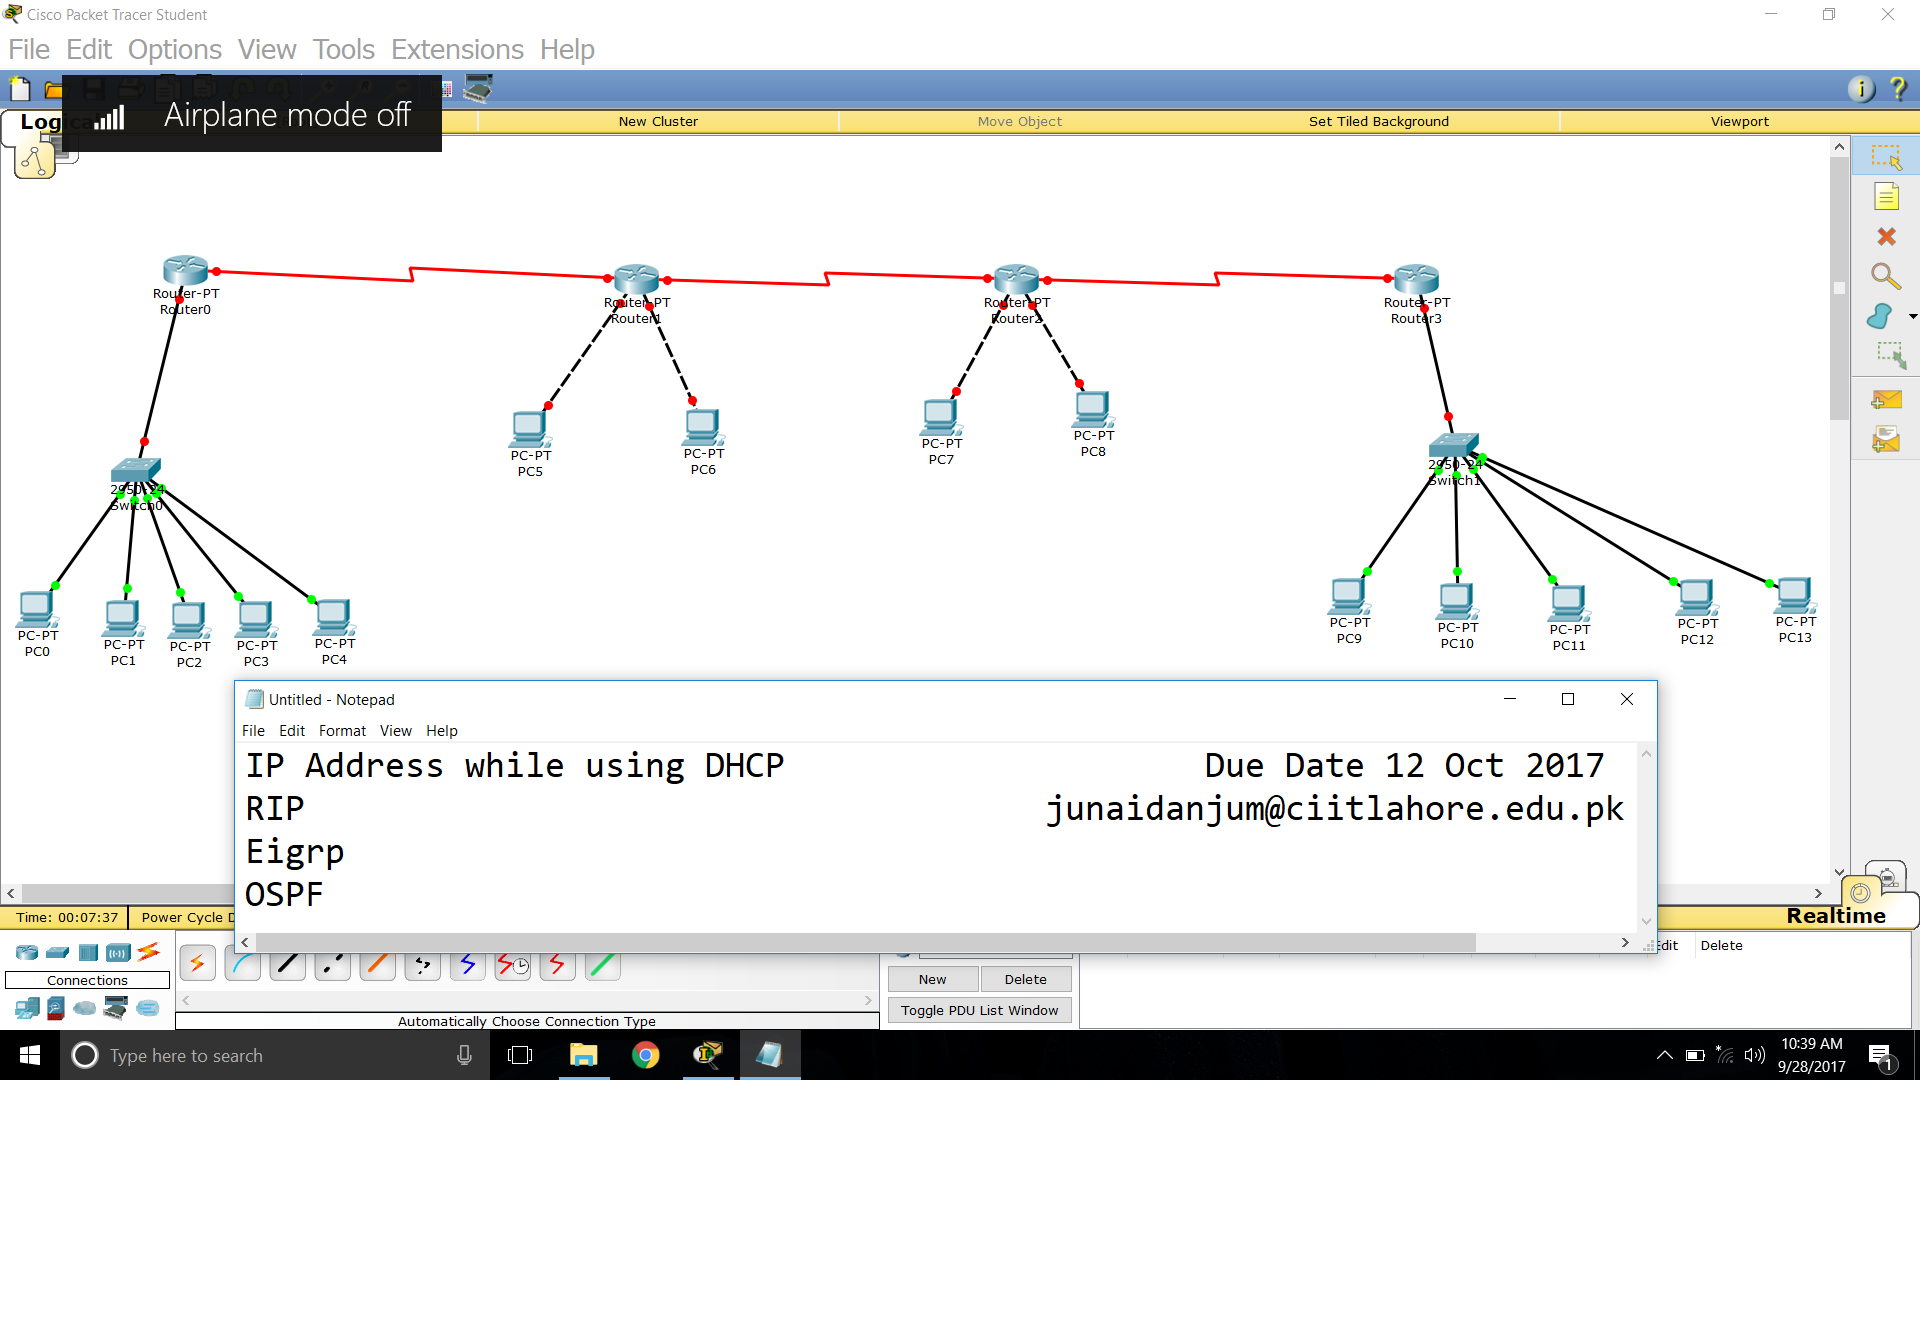 Cisco Packet Tracer Student
File Edit Options View Tools Extensions Help
Airplane mode off
New Cluster Move Object Set Tiled Background Viewport
Router-PT
Router0
Router-PT
Router1
Router-PT
Router2
Router-PT
Router3
PC-PT
PC5
PC-PT
PC6
PC-PT
PC7
PC-PT
PC8
2950-24
Switch0
2950-24
Switch1
PC-PT
PC0
PC-PT
PC1
PC-PT
PC2
PC-PT
PC3
PC-PT
PC4
PC-PT
PC9
PC-PT
PC10
PC-PT
PC11
PC-PT
PC12
PC-PT
PC13
Untitled - Notepad
File Edit Format View Help
IP Address while using DHCP Due Date 12 Oct 2017
RIP junaidanjum@ciitlahore.edu.pk
Eigrp
OSPF
Time: 00:07:37 Power Cycle D
Realtime
Connections
Automatically Choose Connection Type
New Delete
Toggle PDU List Window
Edit Delete
Type here to search
10:39 AM
9/28/2017
1